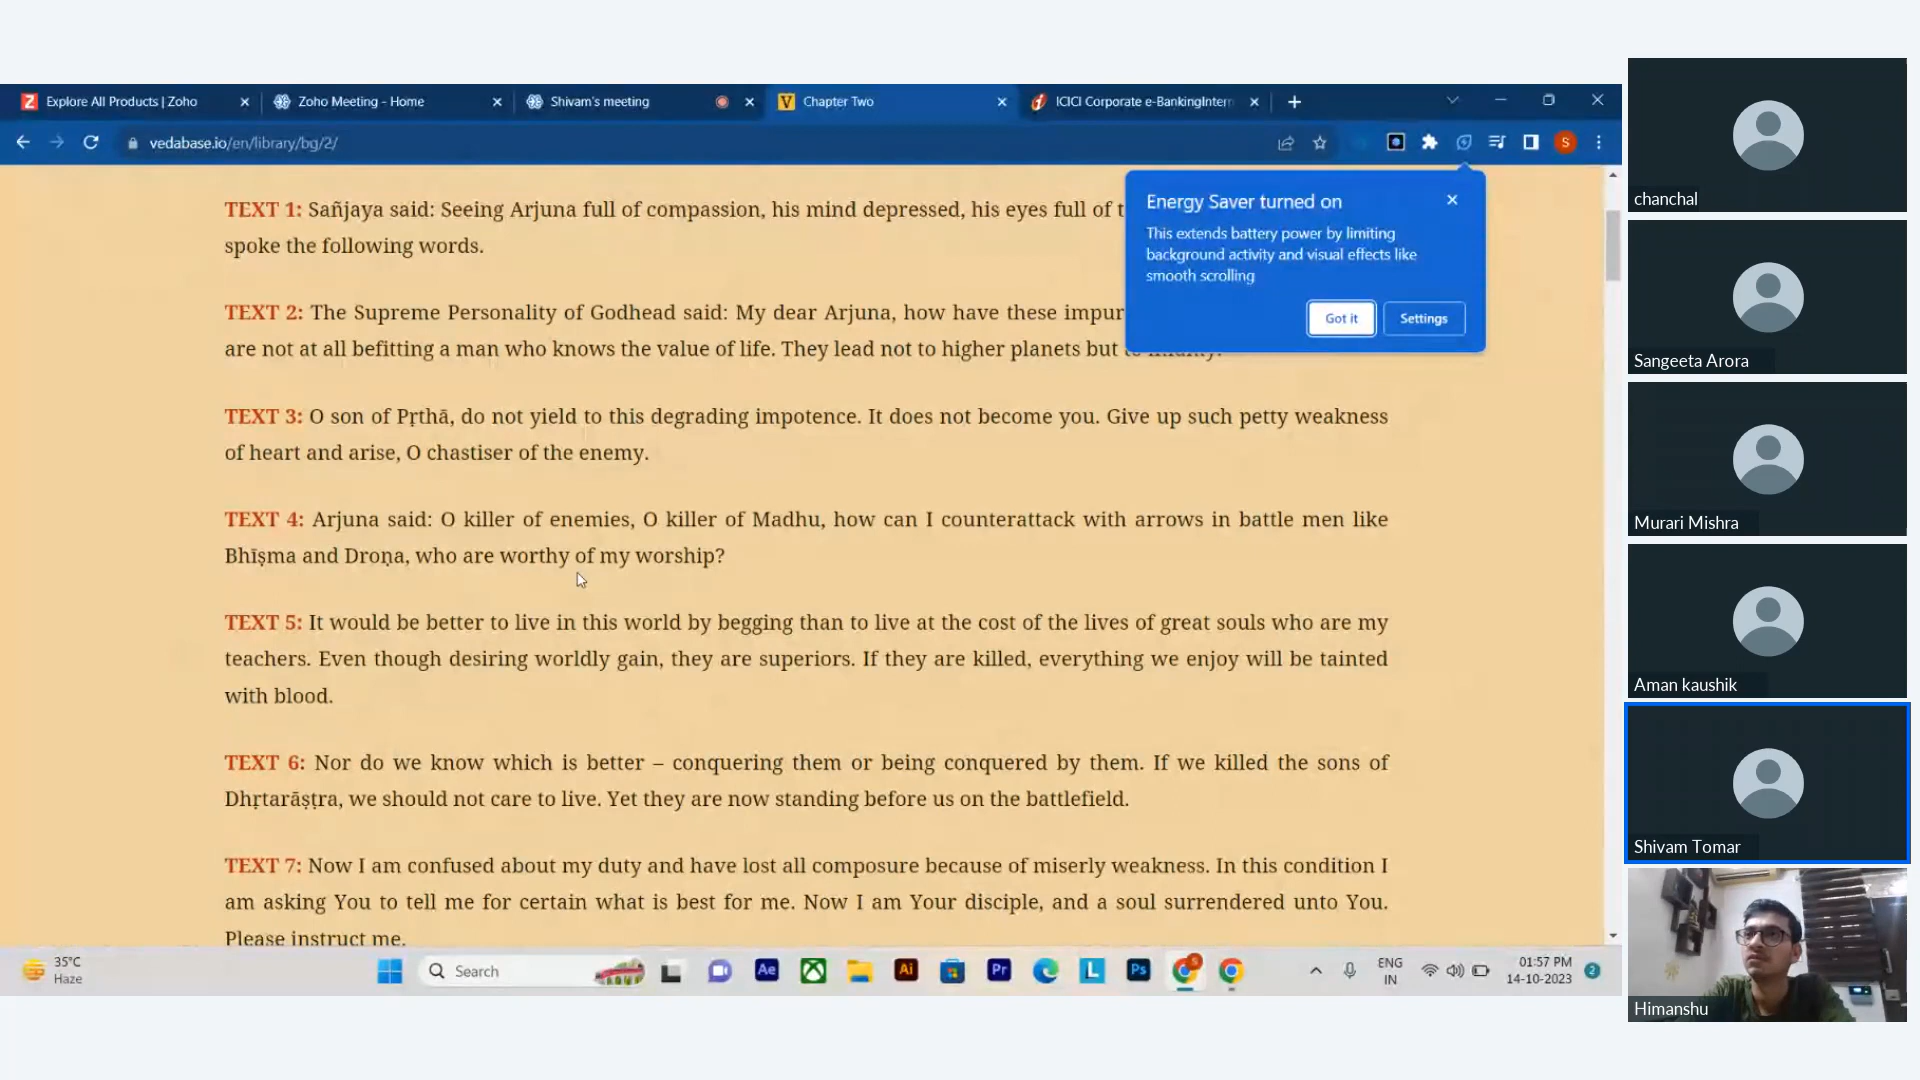 Explore All Products | Zoho
Zoho Meeting - Home
Shivam's meeting
Chapter Two
ICICI Corporate e-BankingInter
vedabase.io/en/library/bg/2/
S
TEXT 1: Sañjaya said: Seeing Arjuna full of compassion, his mind depressed, his eyes full of
spoke the following words.
TEXT 2: The Supreme Personality of Godhead said: My dear Arjuna, how have these impur
are not at all befitting a man who knows the value of life. They lead not to higher planets but
TEXT 3: O son of Pṛthā, do not yield to this degrading impotence. It does not become you. Give up such petty weakness
of heart and arise, O chastiser of the enemy.
TEXT 4: Arjuna said: O killer of enemies, O killer of Madhu, how can I counterattack with arrows in battle men like
Bhīṣma and Droṇa, who are worthy of my worship?
TEXT 5: It would be better to live in this world by begging than to live at the cost of the lives of great souls who are my
teachers. Even though desiring worldly gain, they are superiors. If they are killed, everything we enjoy will be tainted
with blood.
TEXT 6: Nor do we know which is better – conquering them or being conquered by them. If we killed the sons of
Dhṛtarāṣṭra, we should not care to live. Yet they are now standing before us on the battlefield.
TEXT 7: Now I am confused about my duty and have lost all composure because of miserly weakness. In this condition I
am asking You to tell me for certain what is best for me. Now I am Your disciple, and a soul surrendered unto You.
Please instruct me.
Energy Saver turned on
This extends battery power by limiting
background activity and visual effects like
smooth scrolling
Got it
Settings
35°C
Haze
Search
Ae
Ai
Pr
L
Ps
ENG
IN
01:57 PM
14-10-2023
2
chanchal
Sangeeta Arora
Murari Mishra
Aman kaushik
Shivam Tomar
Himanshu